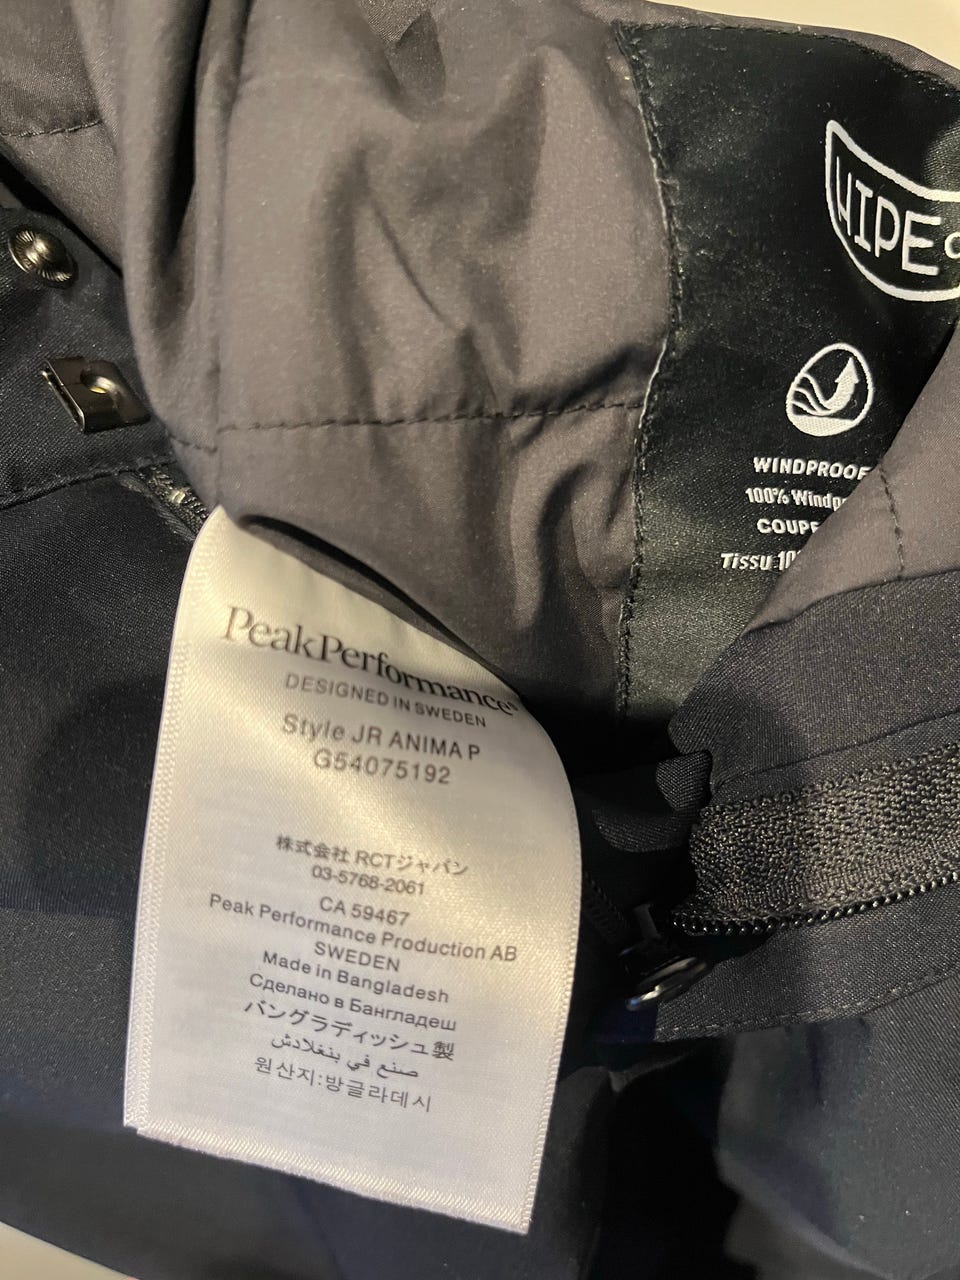 HIPE
WINDPROOF
100%
COUPE
Tissu
PeakPerformance®
DESIGNED IN SWEDEN
Style JR ANIMA P
G54075192
株式会社 RCTジャパン
03-5768-2061
CA 59467
Peak Performance Production AB
SWEDEN
Made in Bangladesh
Сделано в Бангладеш
バングラディッシュ製
صنع في بنغلادش
원산지:방글라데시